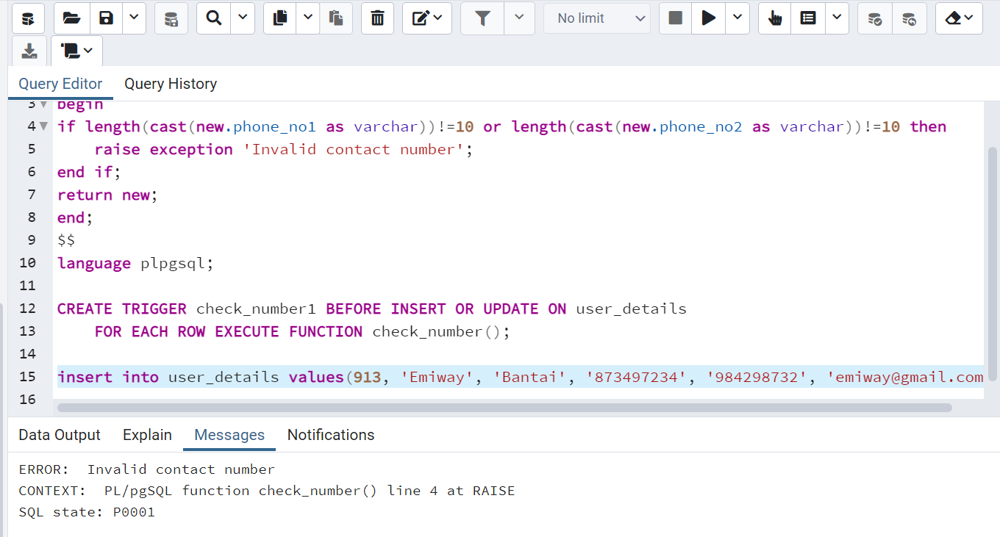 No limit
Query Editor Query History
3 begin
4 if length(cast(new.phone_no1 as varchar))!=10 or length(cast(new.phone_no2 as varchar))!=10 then
5 raise exception 'Invalid contact number';
6 end if;
7 return new;
8 end;
9 $$
10 language plpgsql;
11
12 CREATE TRIGGER check_number1 BEFORE INSERT OR UPDATE ON user_details
13 FOR EACH ROW EXECUTE FUNCTION check_number();
14
15 insert into user_details values(913, 'Emiway', 'Bantai', '873497234', '984298732', 'emiway@gmail.com
16
Data Output Explain Messages Notifications
ERROR: Invalid contact number
CONTEXT: PL/pgSQL function check_number() line 4 at RAISE
SQL state: P0001